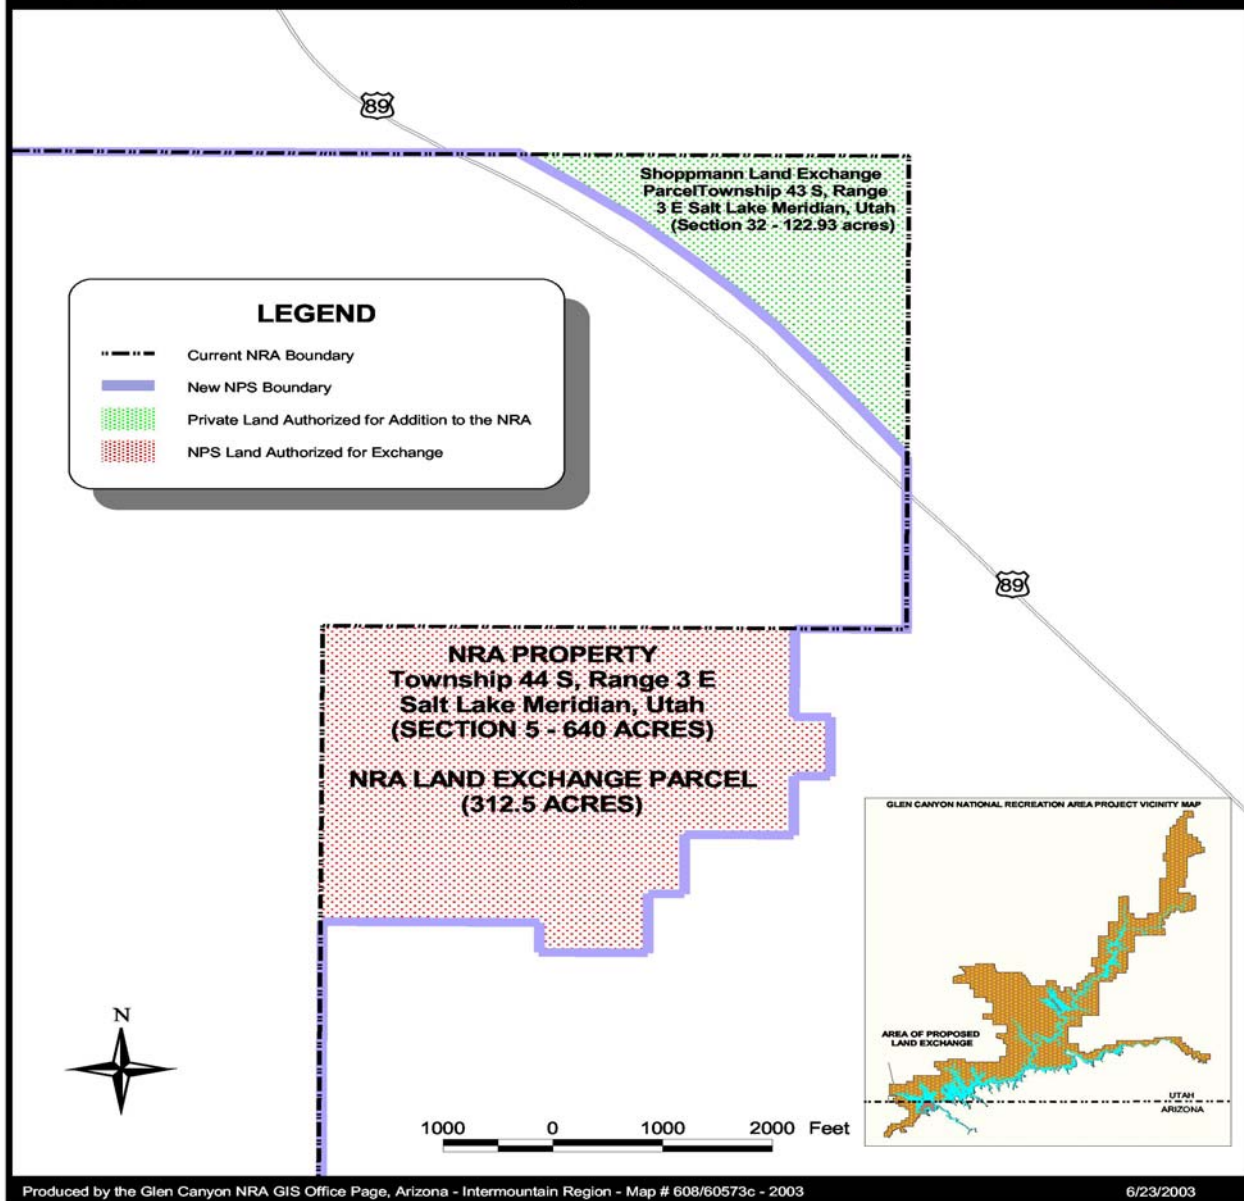 89
Shoppmann Land Exchange
ParcelTownship 43 S, Range
3 E Salt Lake Meridian, Utah
(Section 32 - 122.93 acres)
LEGEND
Current NRA Boundary
New NPS Boundary
Private Land Authorized for Addition to the NRA
NPS Land Authorized for Exchange
89
NRA PROPERTY
Township 44 S, Range 3 E
Salt Lake Meridian, Utah
(SECTION 5 - 640 ACRES)
NRA LAND EXCHANGE PARCEL
(312.5 ACRES)
GLEN CANYON NATIONAL RECREATION AREA PROJECT VICINITY MAP
AREA OF PROPOSED
LAND EXCHANGE
UTAH
ARIZONA
N
1000 0 1000 2000 Feet
Produced by the Glen Canyon NRA GIS Office Page, Arizona - Intermountain Region - Map # 608/60573c - 2003 6/23/2003